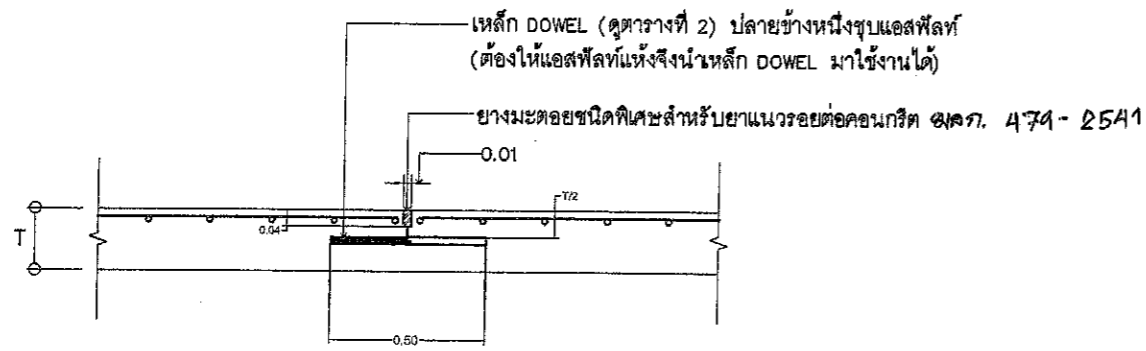 เหล็ก DOWEL (ดูตารางที่ 2) ปลายข้างหนึ่งชุบแอสฟัลท์
(ต้องให้แอสฟัลท์แห้งจึงนำเหล็ก DOWEL มาใช้งานได้)
ยางมะตอยชนิดพิเศษสำหรับยาแนวรอยต่อคอนกรีต มอก. 479-2541
0.01
T/2
T
0.04
0.50